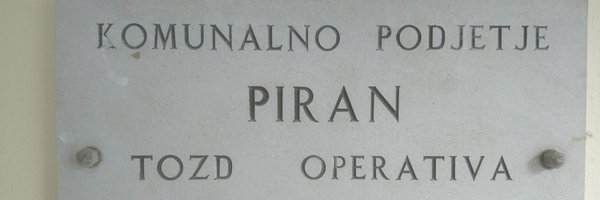 KOMUNALNO PODJETJE
PIRAN
TOZD OPERATIVA